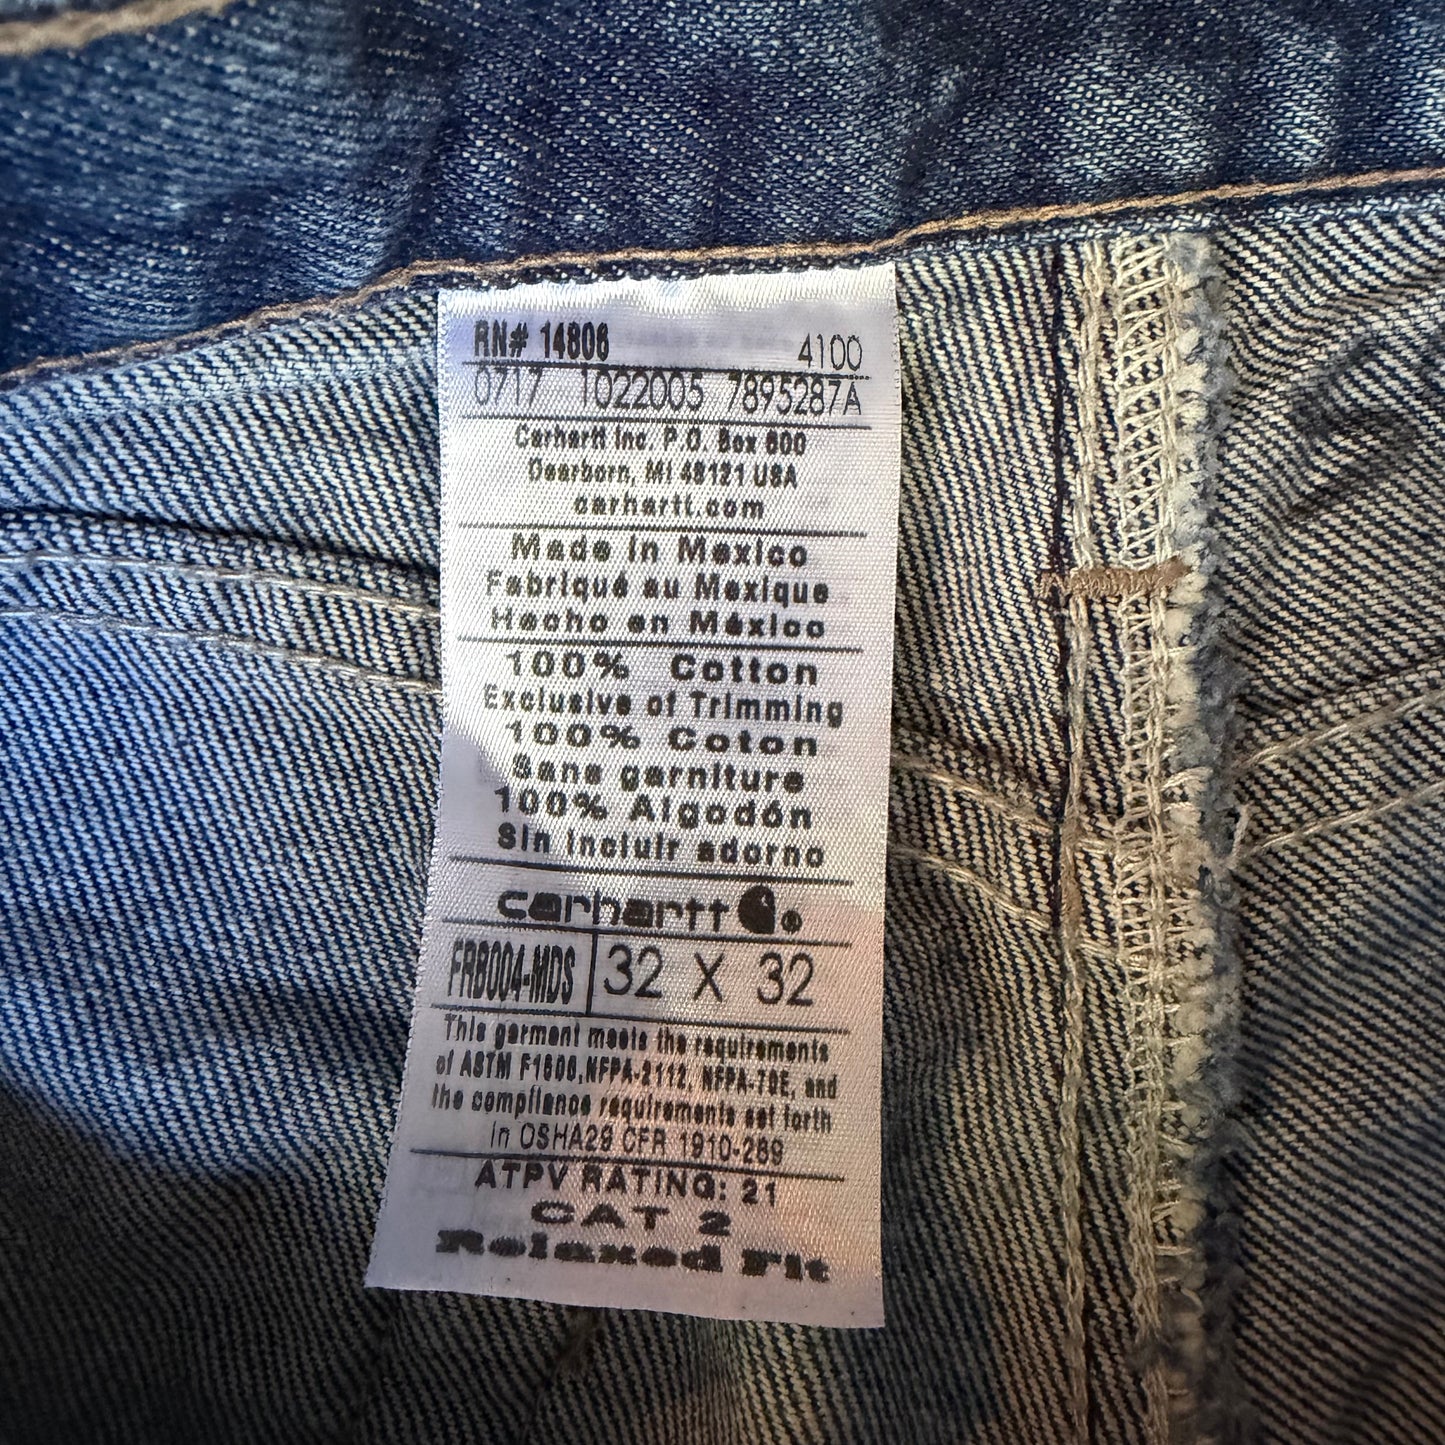 RN# 14806 4100
0717 1022005 7895287A
Carhartt Inc. P.O. Box 600
Dearborn, MI 48121 USA
carhartt.com
Made in Mexico
Fabriqué au Mexique
Hecho en México
100% Cotton
Exclusive of Trimming
100% Coton
Sans garniture
100% Algodón
Sin incluir adorno
carhartt
FRB004-MDS 32 X 32
This garment meets the requirements
of ASTM F1506, NFPA-2112, NFPA-70E, and
the compliance requirements set forth
in OSHA29 CFR 1910-269
ATPV RATING: 21
CAT 2
Relaxed Fit